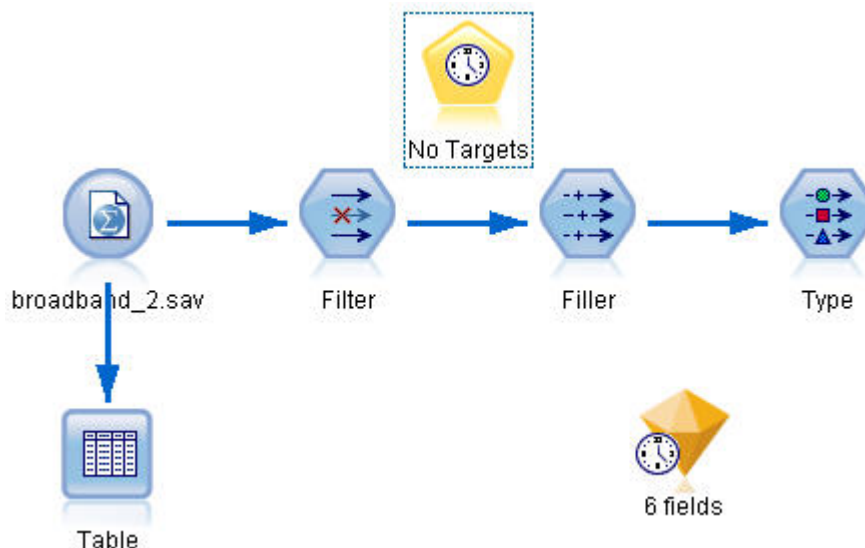 No Targets
broadband_2.sav
Filter
Filler
Type
Table
6 fields